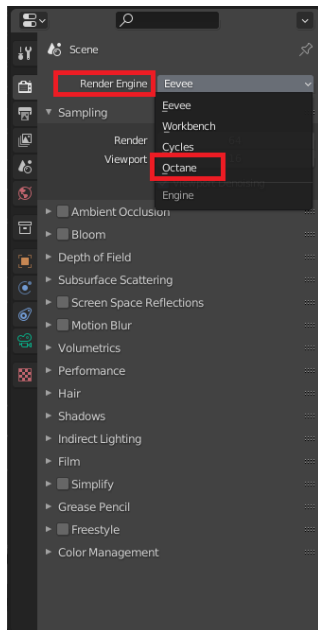 Scene
Render Engine Eevee
Eevee
Workbench
Cycles
Octane
Engine
Sampling
Render
Viewport
Ambient Occlusion
Bloom
Depth of Field
Subsurface Scattering
Screen Space Reflections
Motion Blur
Volumetrics
Performance
Hair
Shadows
Indirect Lighting
Film
Simplify
Grease Pencil
Freestyle
Color Management